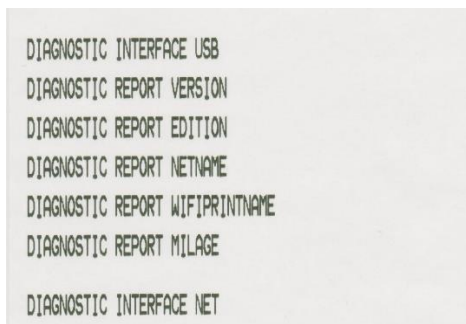 DIAGNOSTIC INTERFACE USB
DIAGNOSTIC REPORT VERSION
DIAGNOSTIC REPORT EDITION
DIAGNOSTIC REPORT NETNAME
DIAGNOSTIC REPORT WIFIPRINTNAME
DIAGNOSTIC REPORT MILAGE
DIAGNOSTIC INTERFACE NET